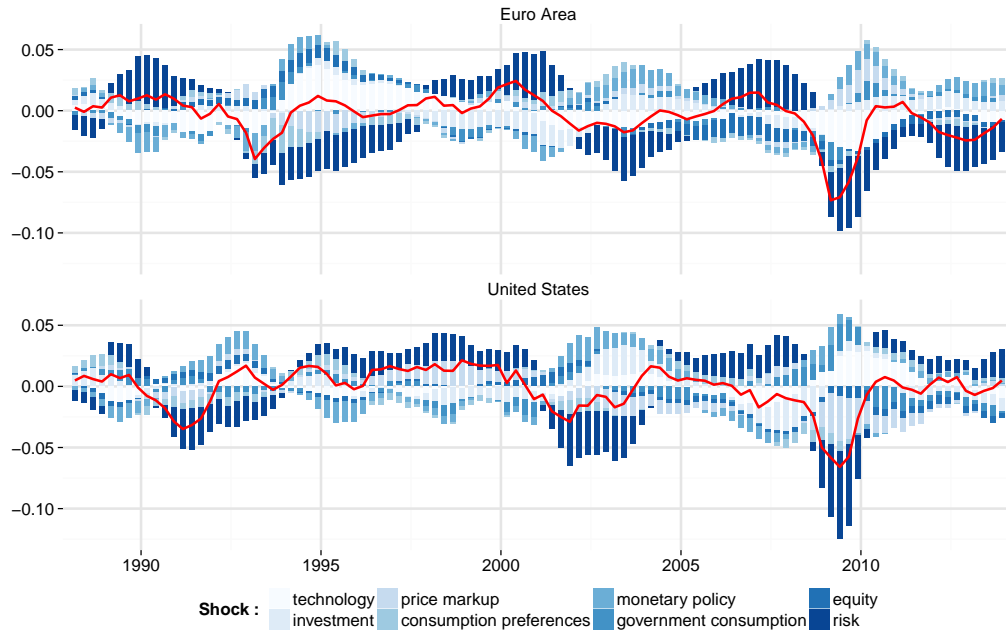 Euro Area
0.05
0.00
−0.05
−0.10
United States
0.05
0.00
−0.05
−0.10
1990 1995 2000 2005 2010
Shock : technology price markup monetary policy equity
investment consumption preferences government consumption risk